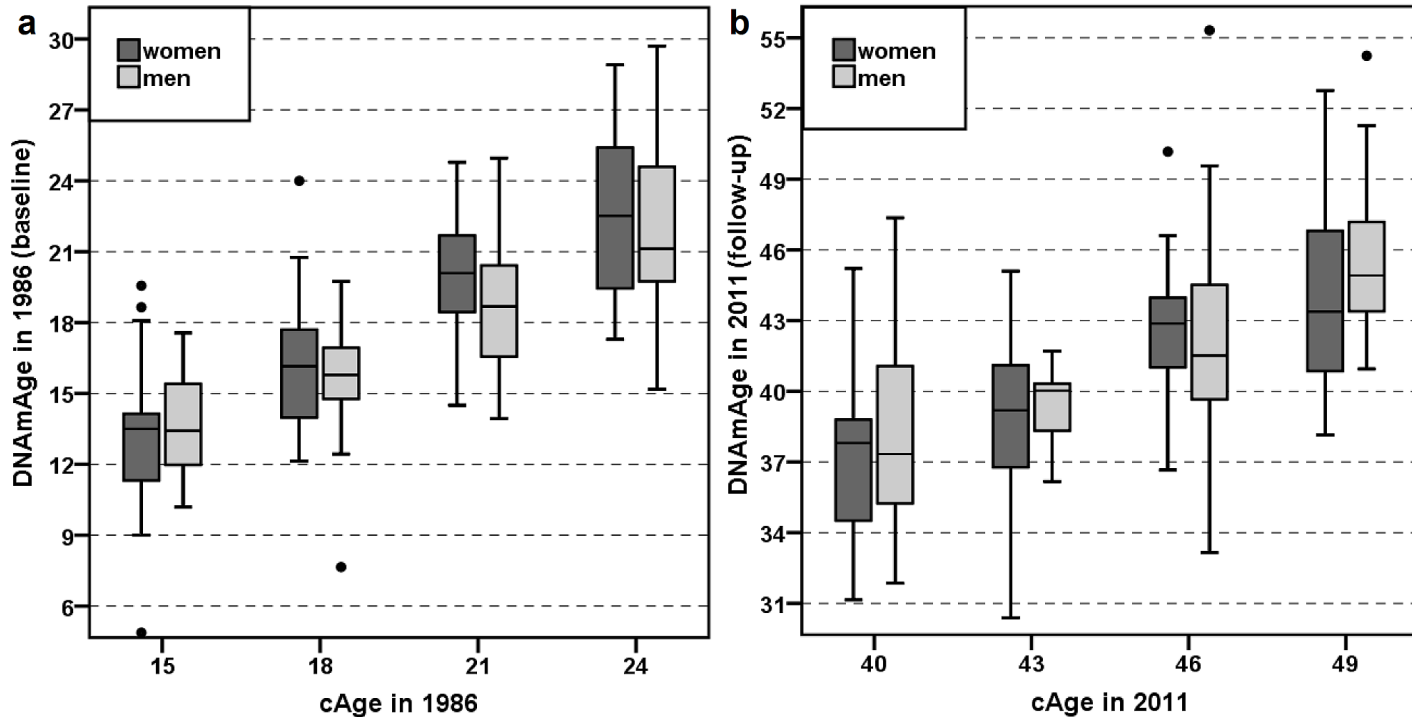 a
women
men
30
27
24
21
18
15
12
9
6
DNAmAge in 1986 (baseline)
15 18 21 24
cAge in 1986
b
women
men
55
52
49
46
43
40
37
34
31
DNAmAge in 2011 (follow-up)
40 43 46 49
cAge in 2011